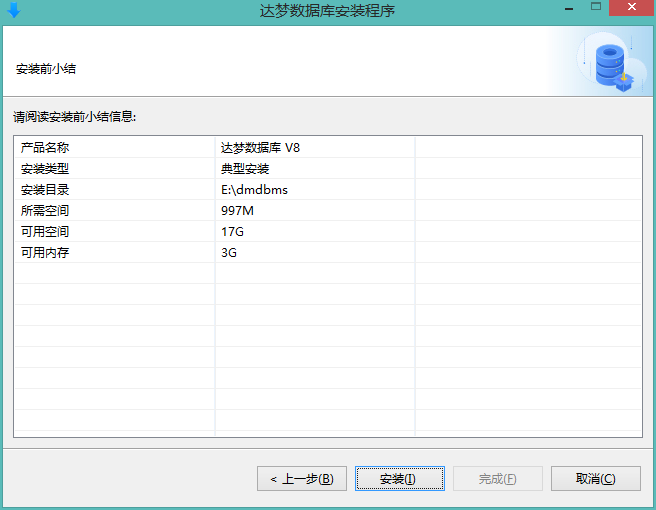 达梦数据库安装程序
安装前小结
请阅读安装前小结信息:
产品名称 达梦数据库 V8
安装类型 典型安装
安装目录 E:\dmdbms
所需空间 997M
可用空间 17G
可用内存 3G
< 上一步(B) 安装(I) 完成(F) 取消(C)